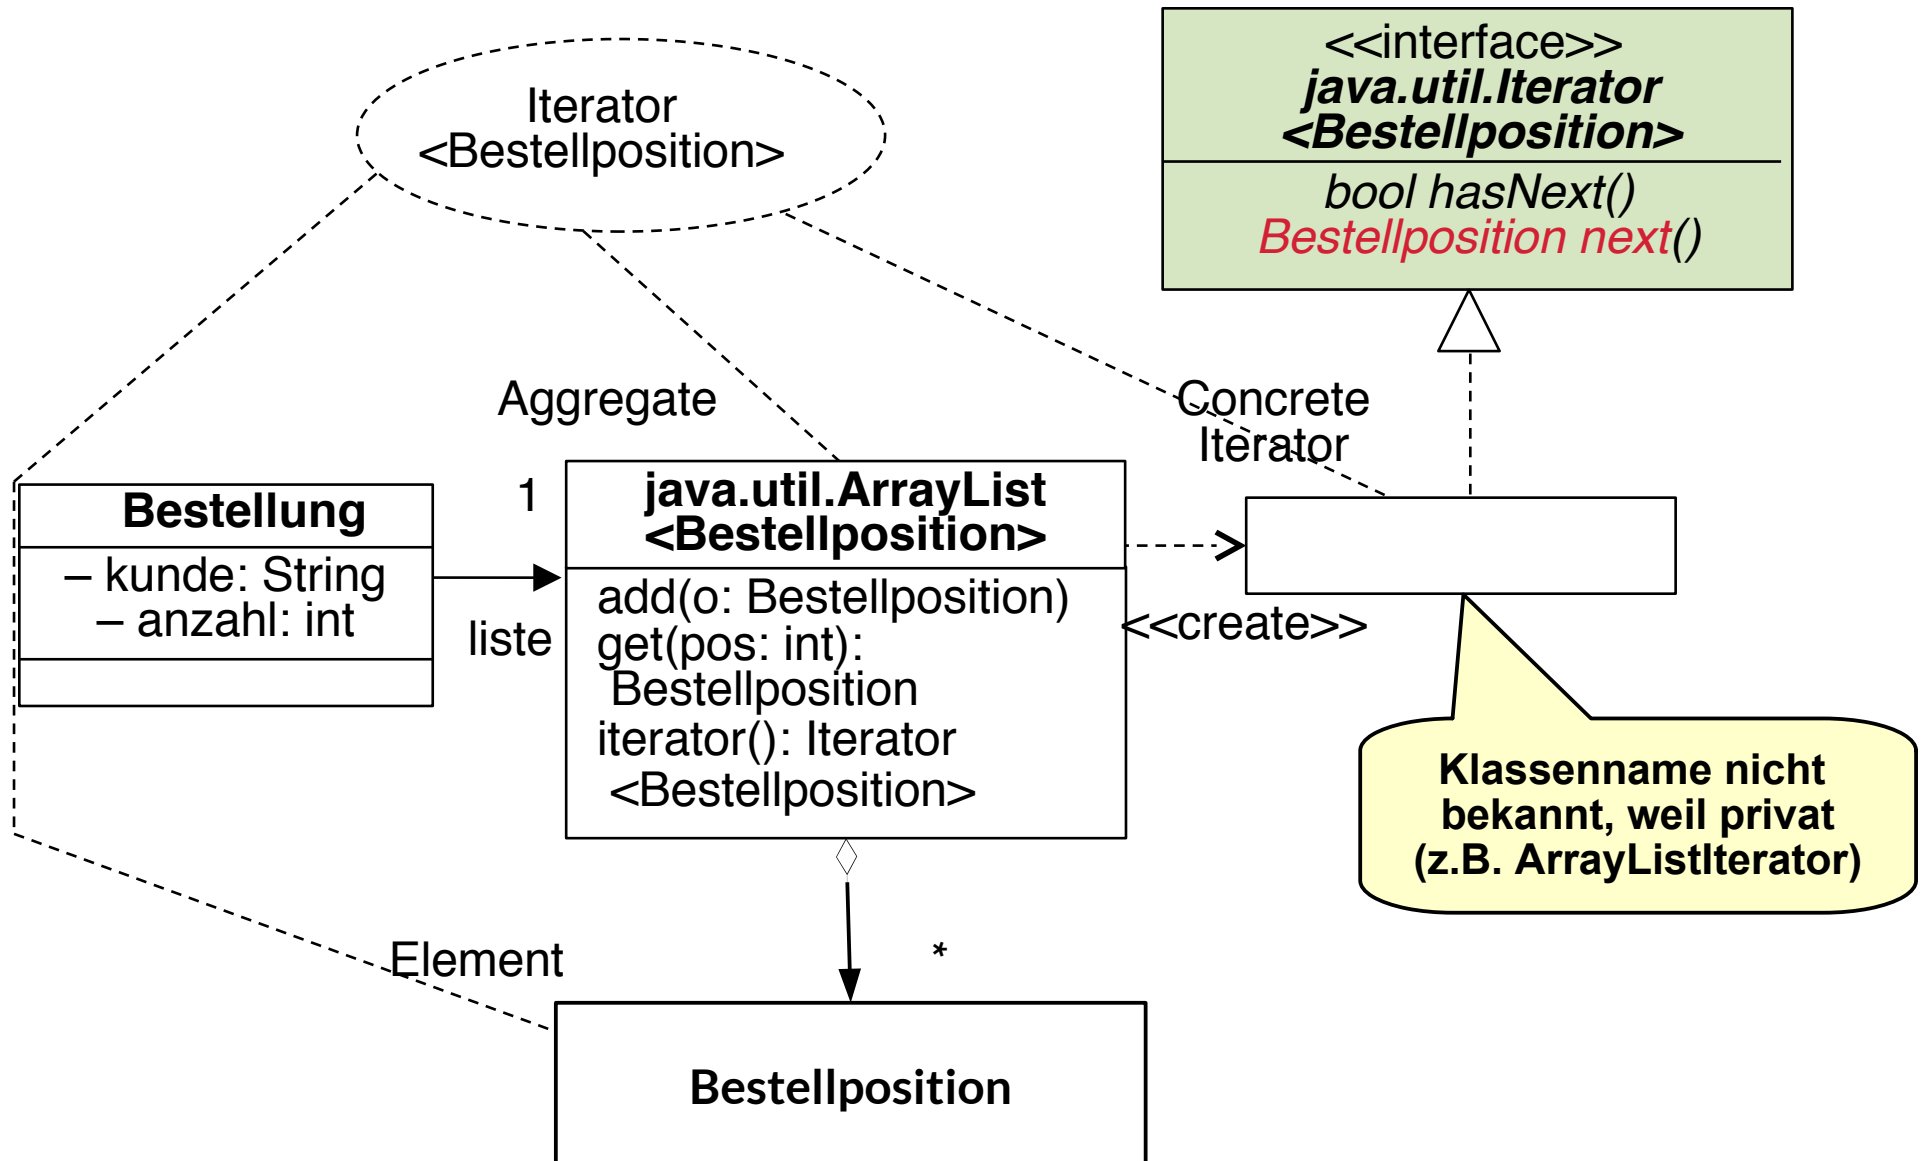 Iterator
<Bestellposition>
<<interface>>
java.util.Iterator
<Bestellposition>
bool hasNext()
Bestellposition next()
Aggregate
Concrete
Iterator
Bestellung
– kunde: String
– anzahl: int
1
liste
java.util.ArrayList
<Bestellposition>
add(o: Bestellposition)
get(pos: int):
Bestellposition
iterator(): Iterator
<Bestellposition>
<<create>>
Klassenname nicht
bekannt, weil privat
(z.B. ArrayListIterator)
Element
*
Bestellposition